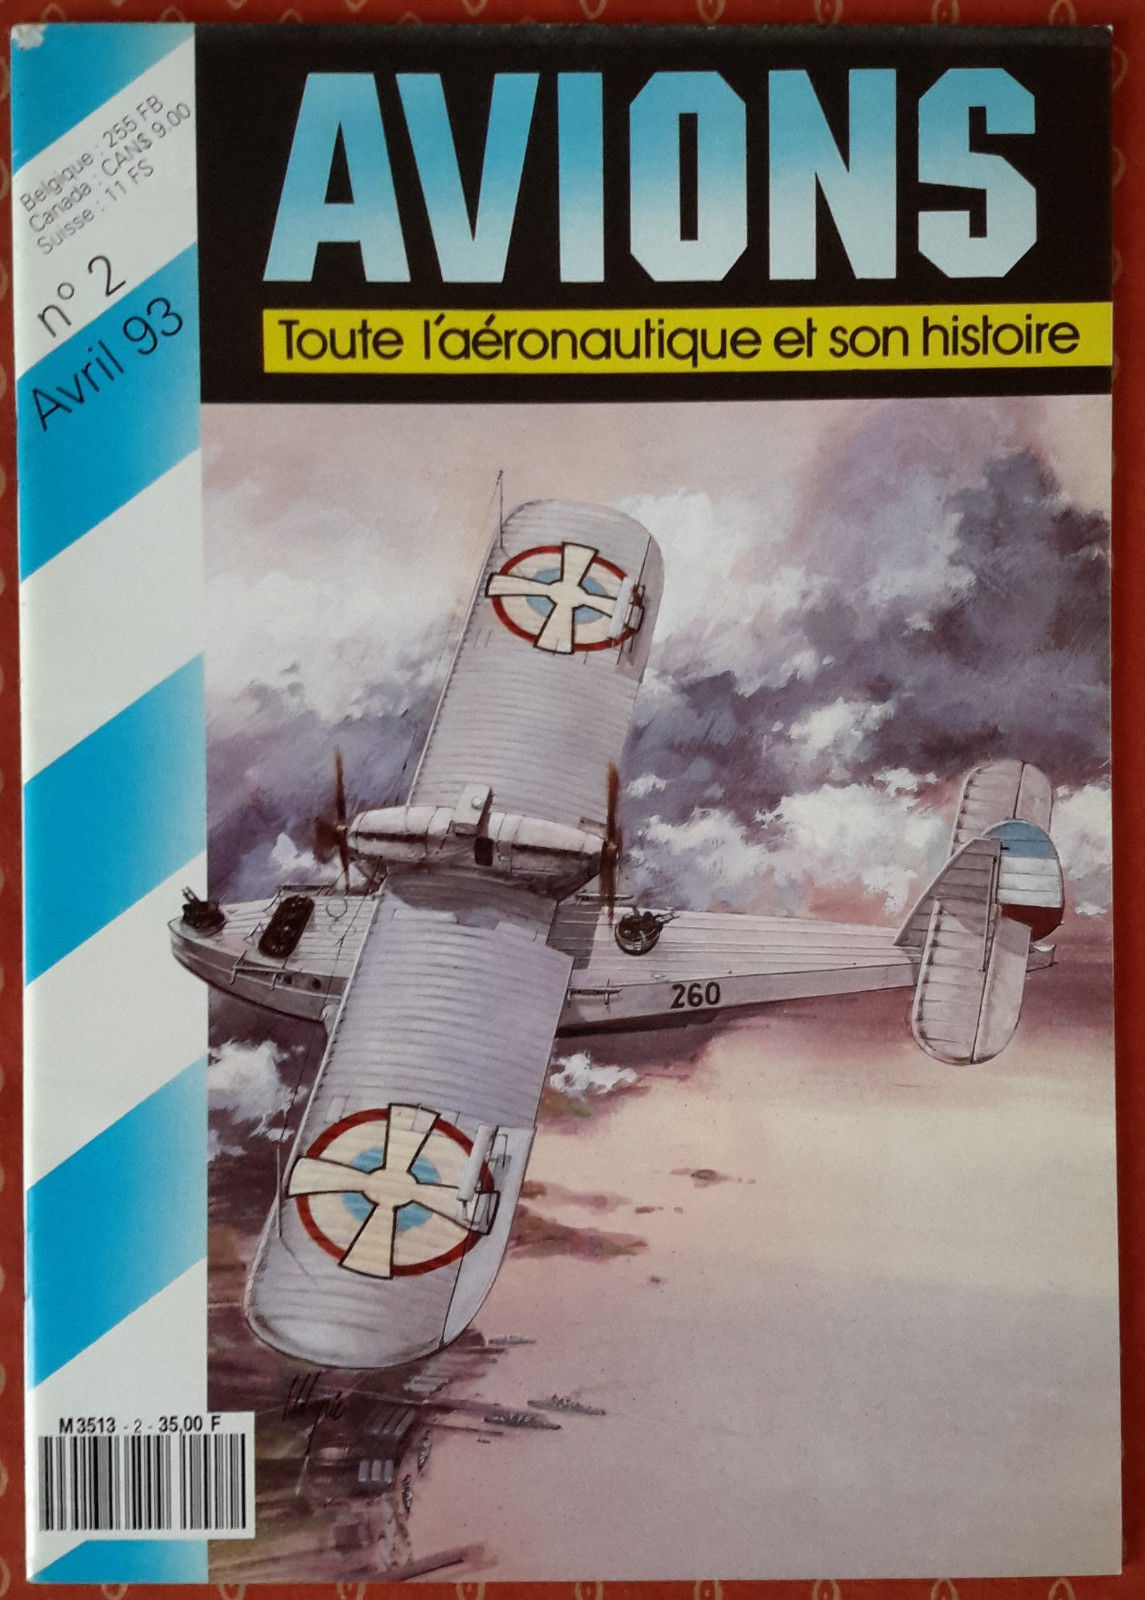 AVIONS
Toute l'aéronautique et son histoire
Belgique : 255 FB
Canada : CAN$ 9.00
Suisse : 11 FS
n° 2
Avril 93
260
M 3513 - 2 - 35,00 F